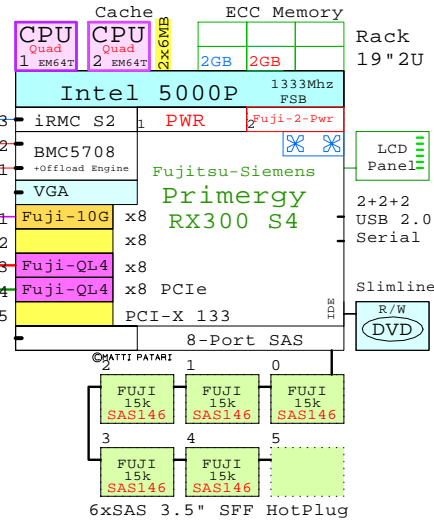 Cache ECC Memory
CPU CPU 2x6MB Rack
Quad Quad 19"2U
1 EM64T 2 EM64T 2GB 2GB
Intel 5000P 1333Mhz
FSB
3 iRMC S2 1 PWR 2 Fuji-2-Pwr
2 BMC5708 LCD
1 +Offload Engine Fujitsu-Siemens Panel
VGA Primergy 2+2+2
1 Fuji-10G x8 RX300 S4 USB 2.0
2 x8 Serial
3 Fuji-QL4 x8
4 Fuji-QL4 x8 PCIe Slimline
5 PCI-X 133 IDE R/W
DVD
8-Port SAS
©MATTI PATARI
2 1 0
FUJI FUJI FUJI
15k 15k 15k
SAS146 SAS146 SAS146
3 4 5
FUJI FUJI
15k 15k
SAS146 SAS146
6xSAS 3.5" SFF HotPlug